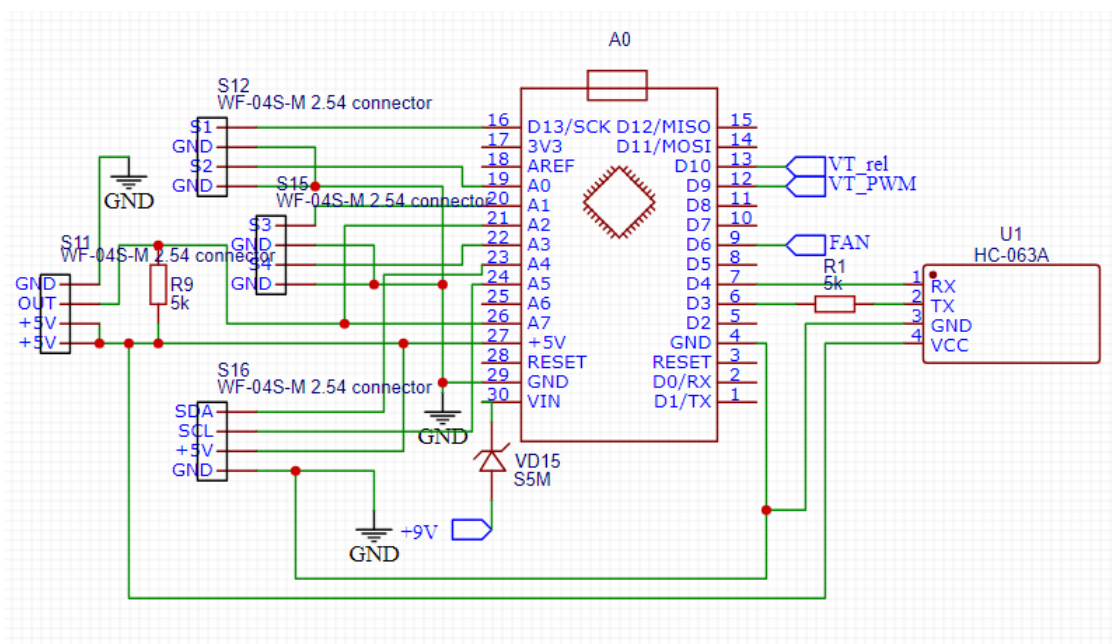 A0
S12
WF-04S-M 2.54 connector
S1
GND
S2
GND
GND
S15
WF-04S-M 2.54 connector
S3
GND
S4
GND
S11
WF-04S-M 2.54 connector
GND
OUT
+5V
+5V
R9
5k
S16
WF-04S-M 2.54 connector
SDA
SCL
+5V
GND
GND
GND
16 D13/SCK D12/MISO 15
17 3V3 D11/MOSI 14
18 AREF D10 13
19 A0 D9 12
20 A1 D8 11
21 A2 D7 10
22 A3 D6 9
23 A4 D5 8
24 A5 D4 7
25 A6 D3 6
26 A7 D2 5
27 +5V GND 4
28 RESET RESET 3
29 GND D0/RX 2
30 VIN D1/TX 1
VT_rel
VT_PWM
FAN
R1
5k
U1
HC-063A
1 RX
2 TX
3 GND
4 VCC
VD15
S5M
+9V